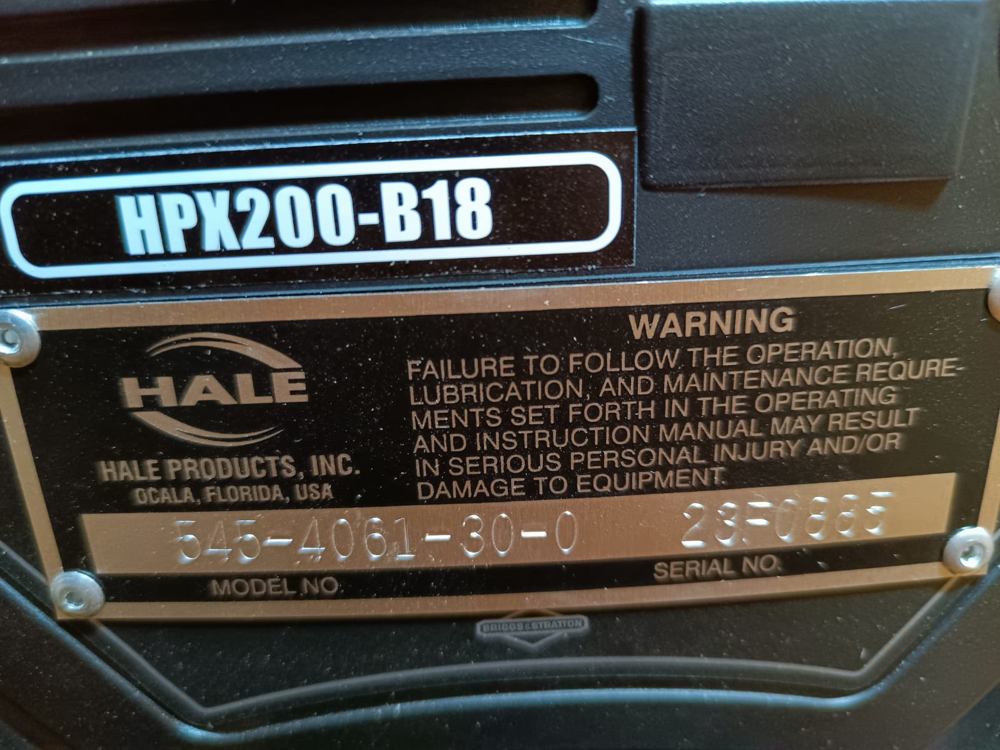 HPX200-B18
HALE
HALE PRODUCTS, INC.
OCALA, FLORIDA, USA
WARNING
FAILURE TO FOLLOW THE OPERATION,
LUBRICATION, AND MAINTENANCE REQURE-
MENTS SET FORTH IN THE OPERATING
AND INSTRUCTION MANUAL MAY RESULT
IN SERIOUS PERSONAL INJURY AND/OR
DAMAGE TO EQUIPMENT.
545-4061-30-0
MODEL NO.
23F0885
SERIAL NO.
BRIGGS&STRATTON